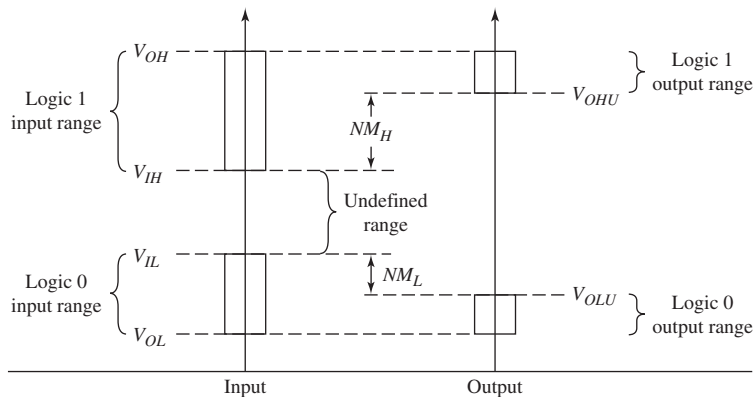 V_OH
Logic 1
input range
V_IH
Logic 1
output range
V_OHU
NM_H
Undefined
range
V_IL
Logic 0
input range
V_OL
NM_L
V_OLU
Logic 0
output range
Input
Output